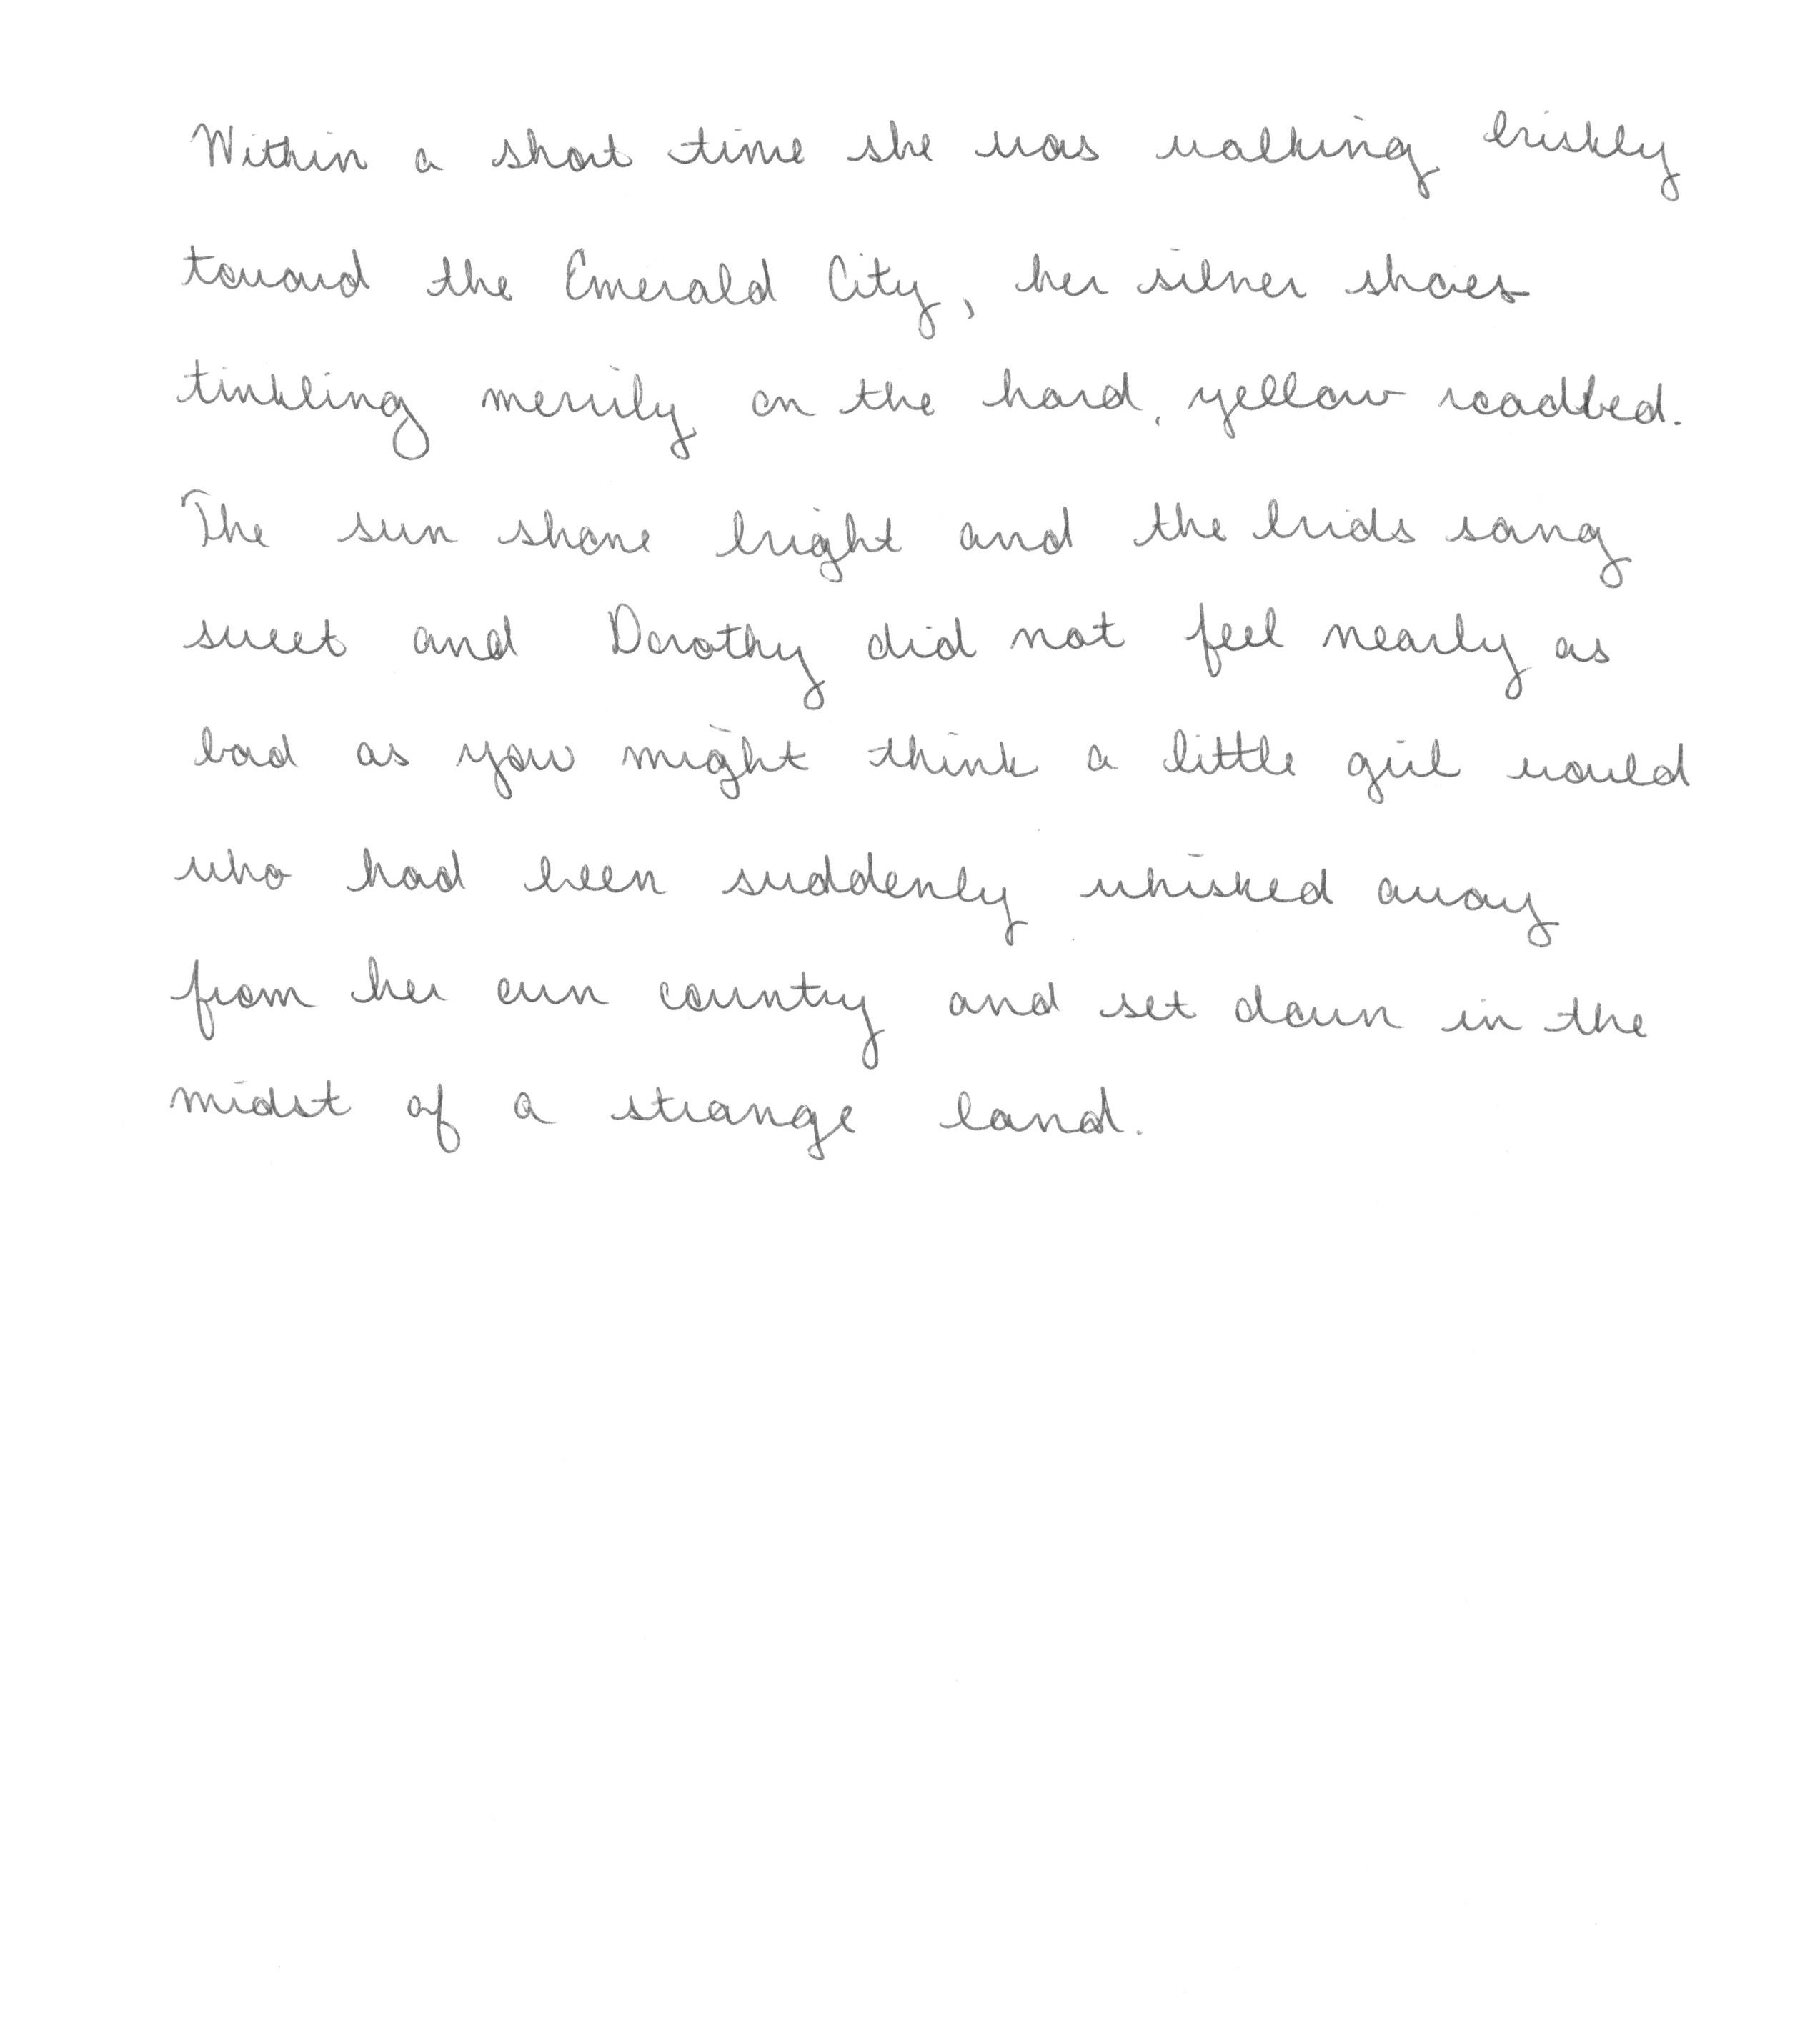 Within a short time she was walking briskly
toward the Emerald City, her silver shoes
tinkling merrily on the hard, yellow roadbed.
The sun shone bright and the birds sang
sweet and Dorothy did not feel nearly as
bad as you might think a little girl would
who had been suddenly whisked away
from her own country and set down in the
midst of a strange land.